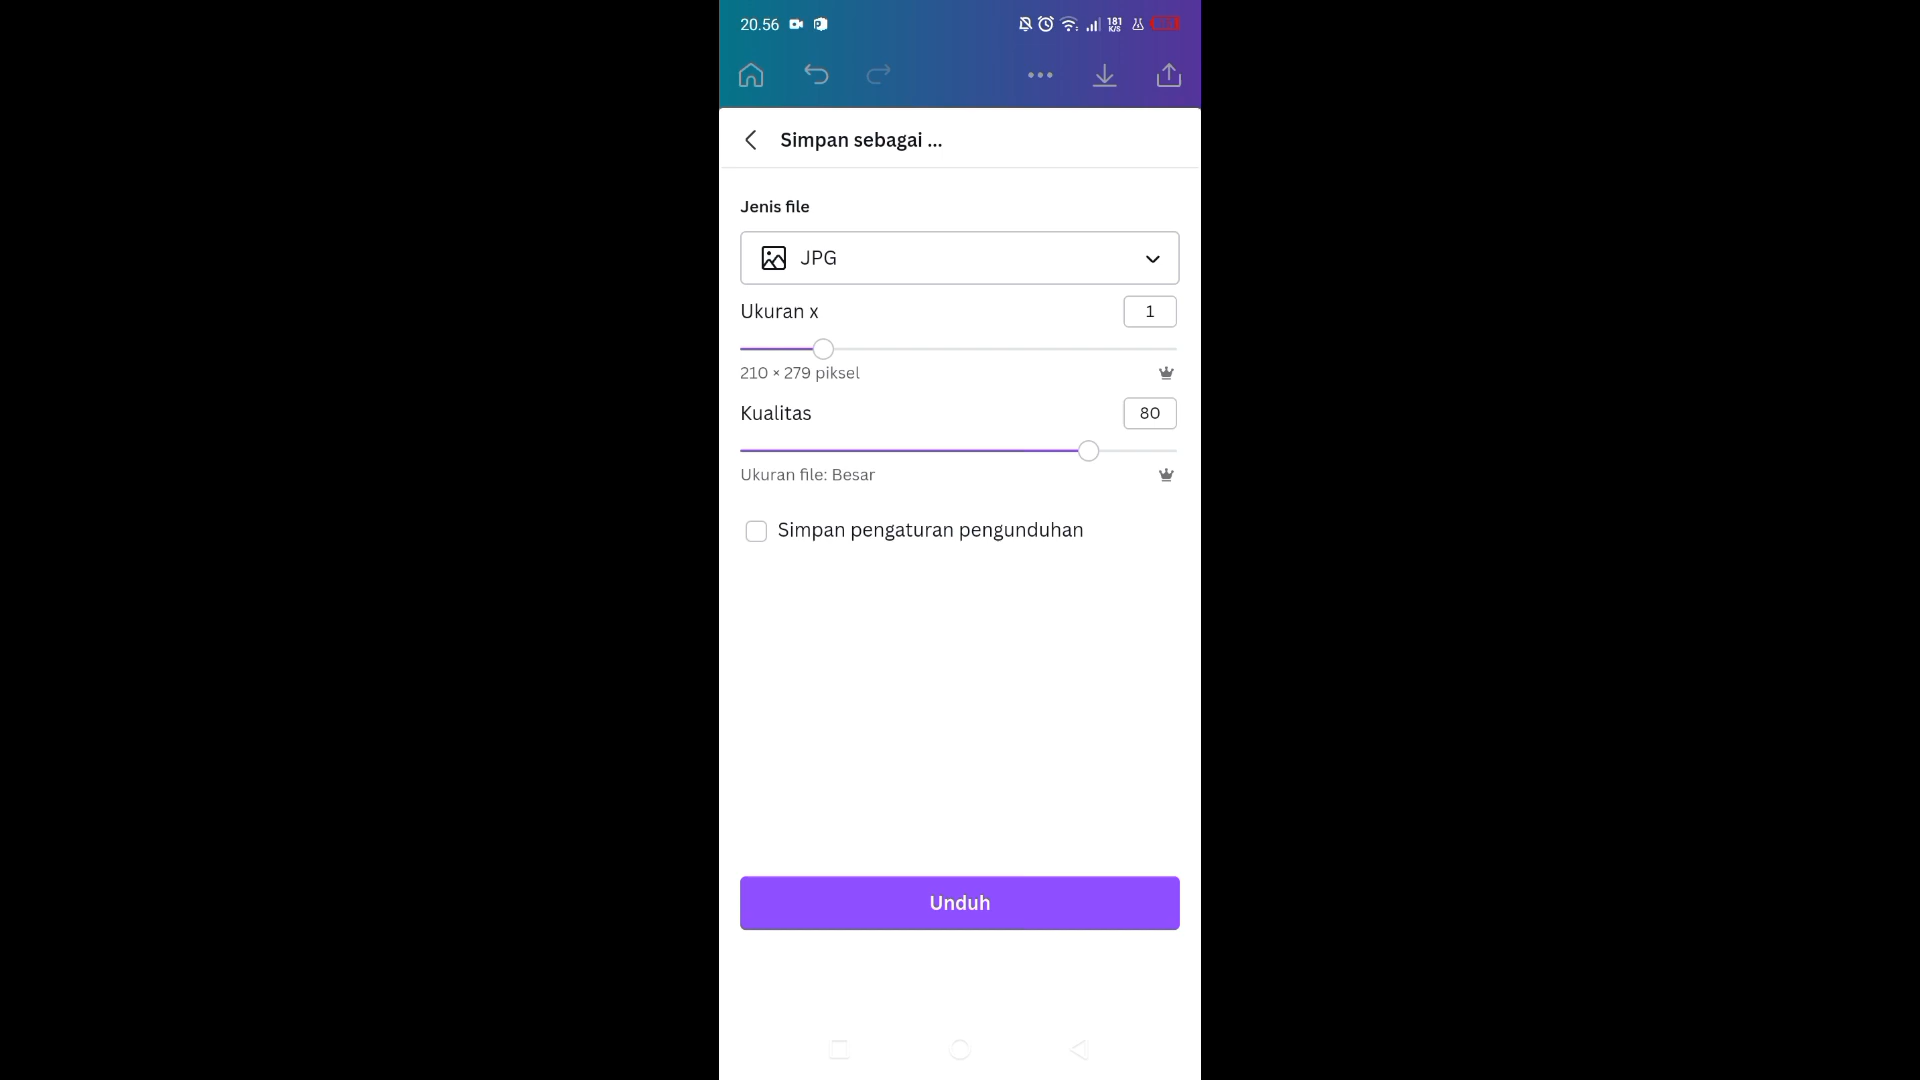 20.56
181
K/S
Simpan sebagai ...
Jenis file
JPG
Ukuran x
1
210 × 279 piksel
Kualitas
80
Ukuran file: Besar
Simpan pengaturan pengunduhan
Unduh